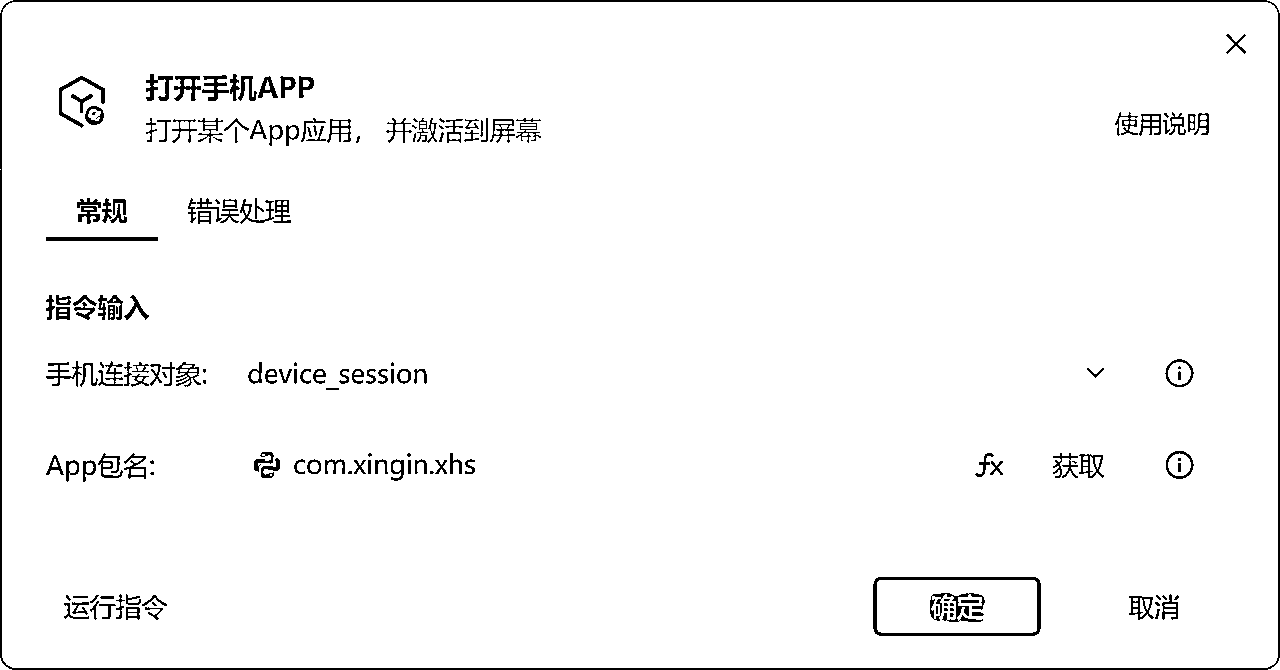 打开手机APP
打开某个App应用， 并激活到屏幕
使用说明
常规 错误处理
指令输入
手机连接对象: device_session
App包名: com.xingin.xhs fx 获取
运行指令 确定 取消